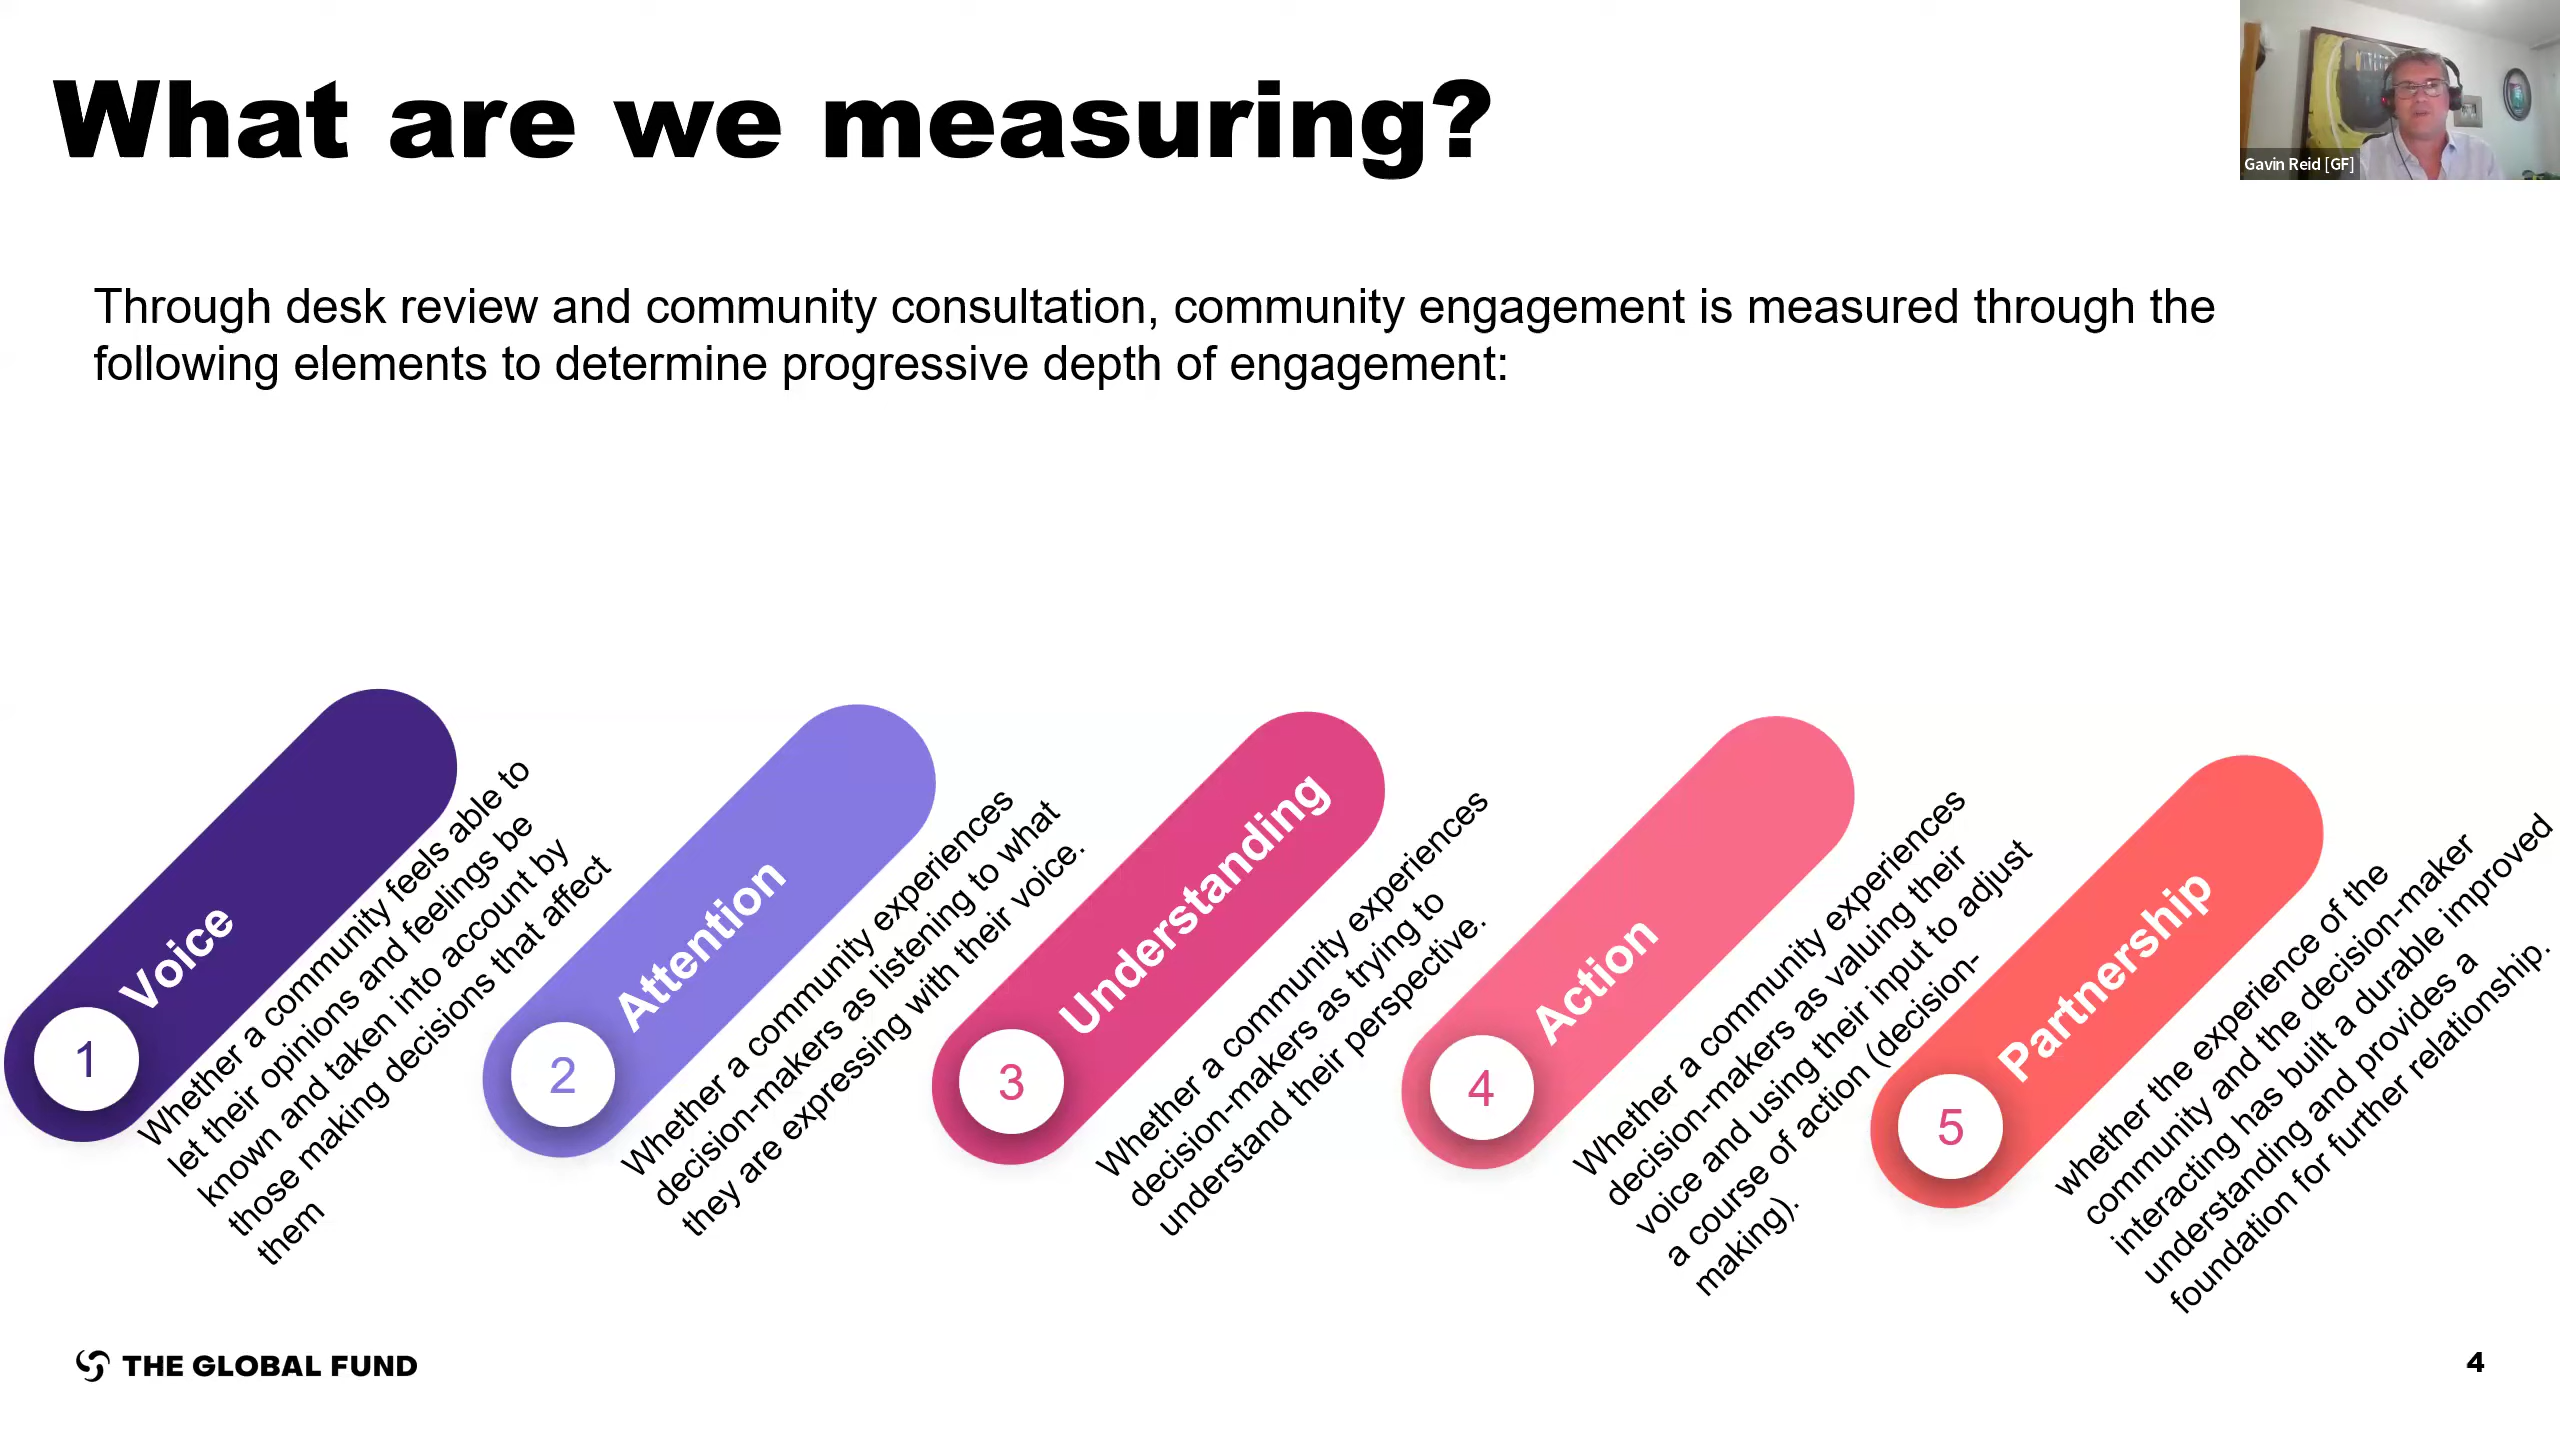 What are we measuring?
Gavin Reid [GF]
Through desk review and community consultation, community engagement is measured through the
following elements to determine progressive depth of engagement:
1
Voice
Whether a community feels able to
let their opinions and feelings be
known and taken into account by
those making decisions that affect
them
2
Attention
Whether a community experiences
decision-makers as listening to what
they are expressing with their voice.
3
Understanding
Whether a community experiences
decision-makers as trying to
understand their perspective.
4
Action
Whether a community experiences
decision-makers as valuing their
voice and using their input to adjust
a course of action (decision-
making).
5
Partnership
whether the experience of the
community and the decision-maker
interacting has built a durable improved
understanding and provides a
foundation for further relationship.
THE GLOBAL FUND
4